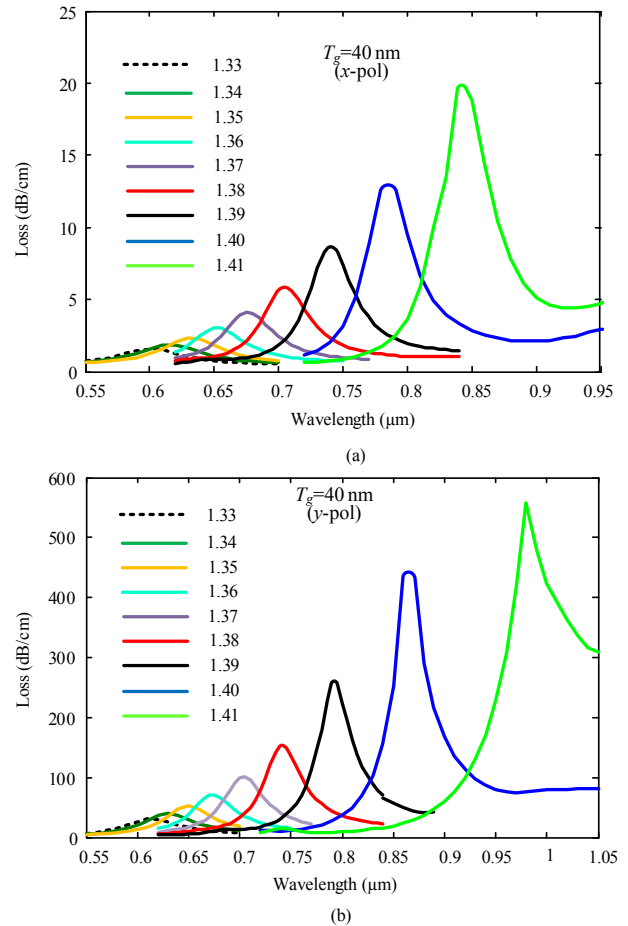 25
20
15
10
5
0
Loss (dB/cm)
Tg=40 nm
(x-pol)
1.33
1.34
1.35
1.36
1.37
1.38
1.39
1.40
1.41
0.55 0.6 0.65 0.7 0.75 0.8 0.85 0.9 0.95
Wavelength (μm)
(a)
600
500
400
300
200
100
0
Loss (dB/cm)
Tg=40 nm
(y-pol)
1.33
1.34
1.35
1.36
1.37
1.38
1.39
1.40
1.41
0.55 0.6 0.65 0.7 0.75 0.8 0.85 0.9 0.95 1 1.05
Wavelength (μm)
(b)